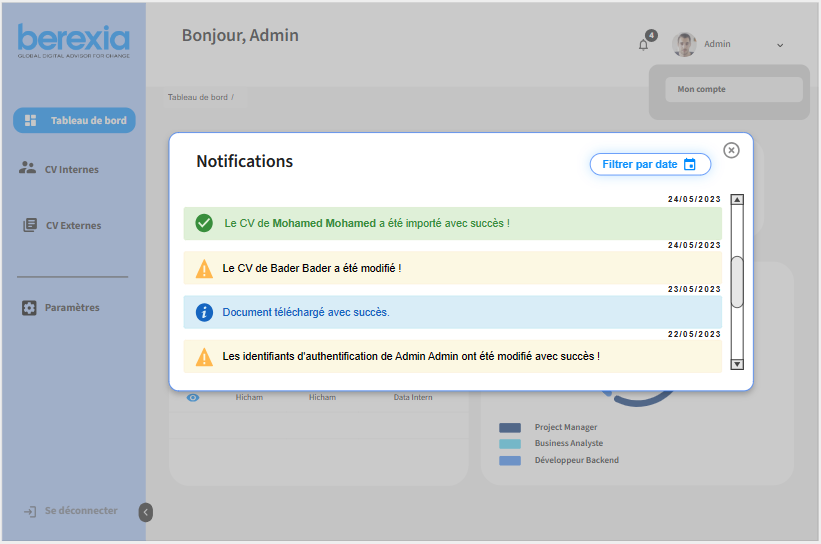 berexia
GLOBAL DIGITAL ADVISOR FOR CHANGE
Bonjour, Admin
4
Admin
Mon compte
Tableau de bord /
Tableau de bord
CV Internes
CV Externes
Paramètres
Se déconnecter
Notifications
Filtrer par date
24/05/2023
Le CV de Mohamed Mohamed a été importé avec succès !
24/05/2023
Le CV de Bader Bader a été modifié !
23/05/2023
Document téléchargé avec succès.
22/05/2023
Les identifiants d'authentification de Admin Admin ont été modifié avec succès !
Hicham Hicham Data Intern
Project Manager
Business Analyste
Développeur Backend